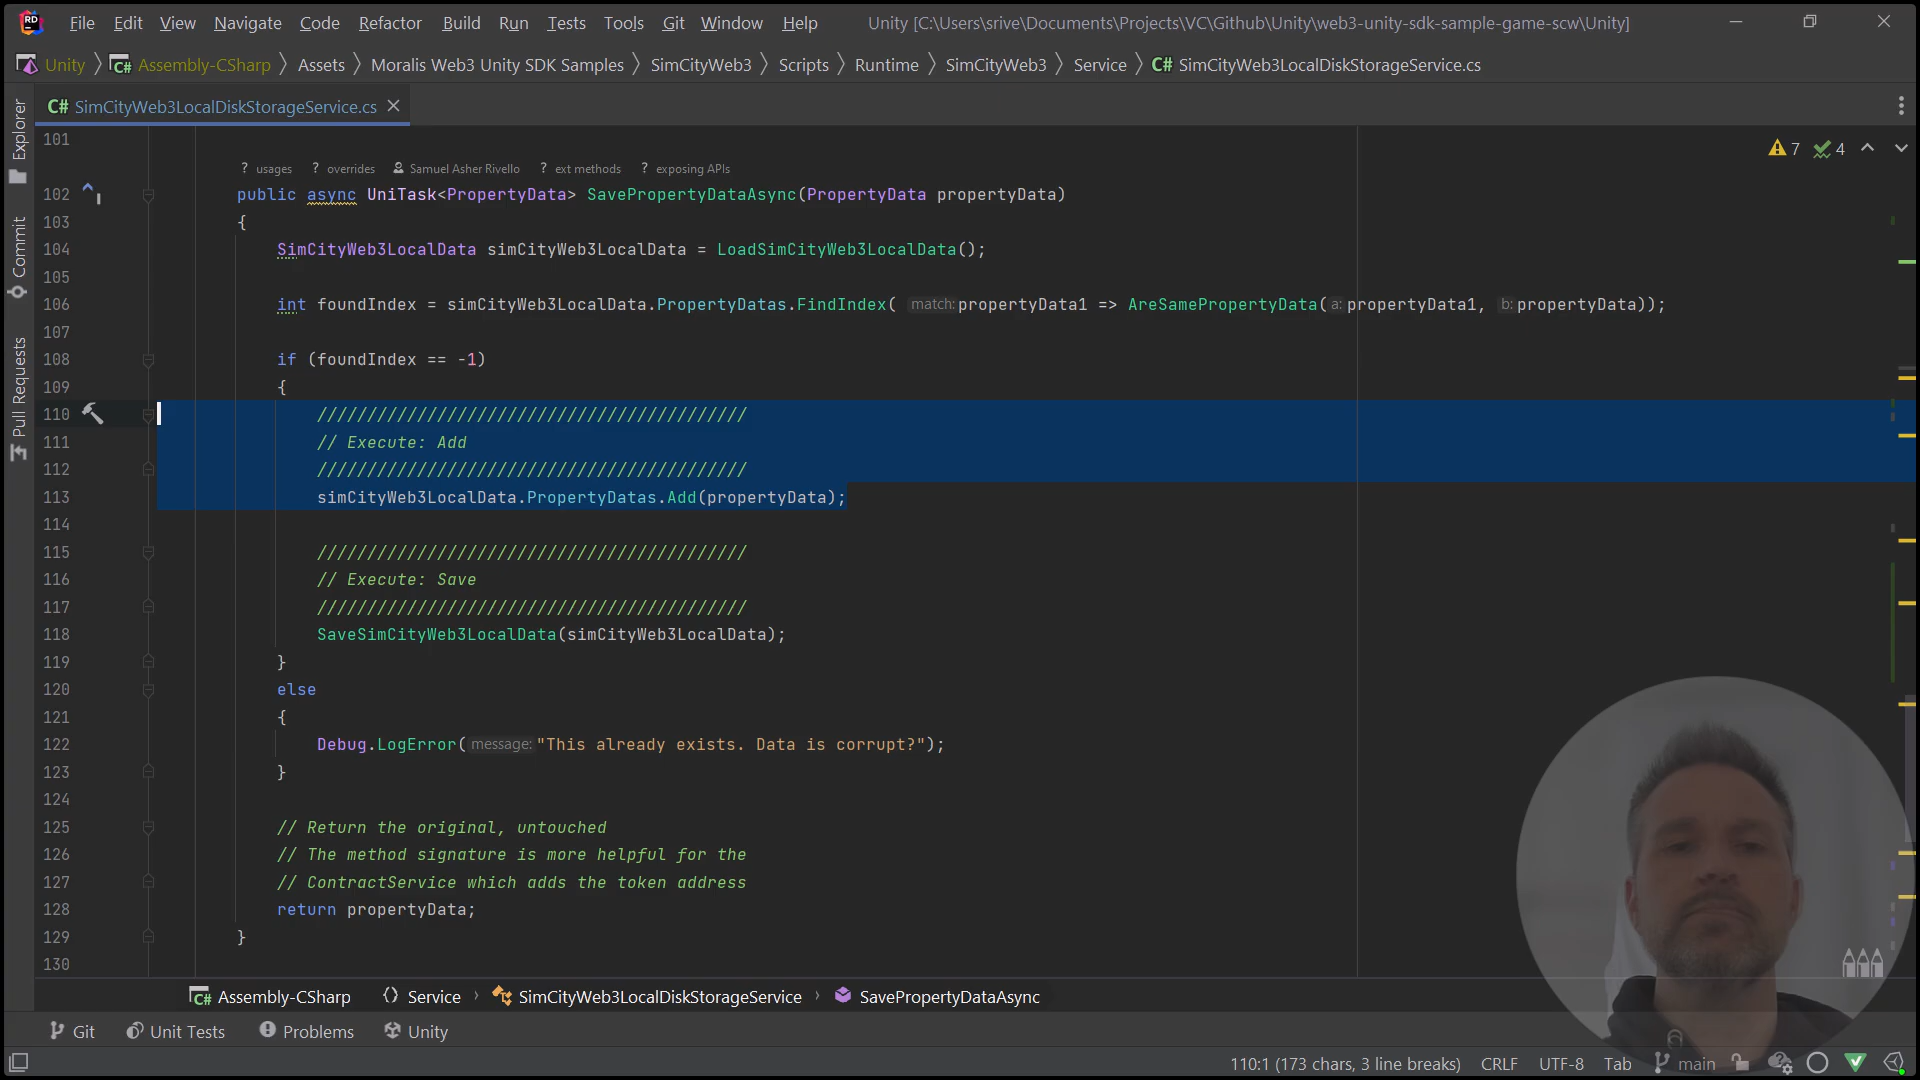 RD File Edit View Navigate Code Refactor Build Run Tests Tools Git Window Help Unity [C:\Users\srive\Documents\Projects\VC\Github\Unity\web3-unity-sdk-sample-game-scw\Unity]
Unity Assembly-CSharp Assets Moralis Web3 Unity SDK Samples SimCityWeb3 Scripts Runtime SimCityWeb3 Service C# SimCityWeb3LocalDiskStorageService.cs
C# SimCityWeb3LocalDiskStorageService.cs
Explorer
Commit
Pull Requests
7 4
101
? usages ? overrides Samuel Asher Rivello ? ext methods ? exposing APIs
102 public async UniTask<PropertyData> SavePropertyDataAsync(PropertyData propertyData)
103 {
104 SimCityWeb3LocalData simCityWeb3LocalData = LoadSimCityWeb3LocalData();
105
106 int foundIndex = simCityWeb3LocalData.PropertyDatas.FindIndex( match: propertyData1 => AreSamePropertyData( a: propertyData1, b: propertyData));
107
108 if (foundIndex == -1)
109 {
110 ///////////////////////////////////////////
111 // Execute: Add
112 ///////////////////////////////////////////
113 simCityWeb3LocalData.PropertyDatas.Add(propertyData);
114
115 ///////////////////////////////////////////
116 // Execute: Save
117 ///////////////////////////////////////////
118 SaveSimCityWeb3LocalData(simCityWeb3LocalData);
119 }
120 else
121 {
122 Debug.LogError( message: "This already exists. Data is corrupt?");
123 }
124
125 // Return the original, untouched
126 // The method signature is more helpful for the
127 // ContractService which adds the token address
128 return propertyData;
129 }
130
C# Assembly-CSharp Service SimCityWeb3LocalDiskStorageService SavePropertyDataAsync
Git Unit Tests Problems Unity
110:1 (173 chars, 3 line breaks) CRLF UTF-8 Tab main